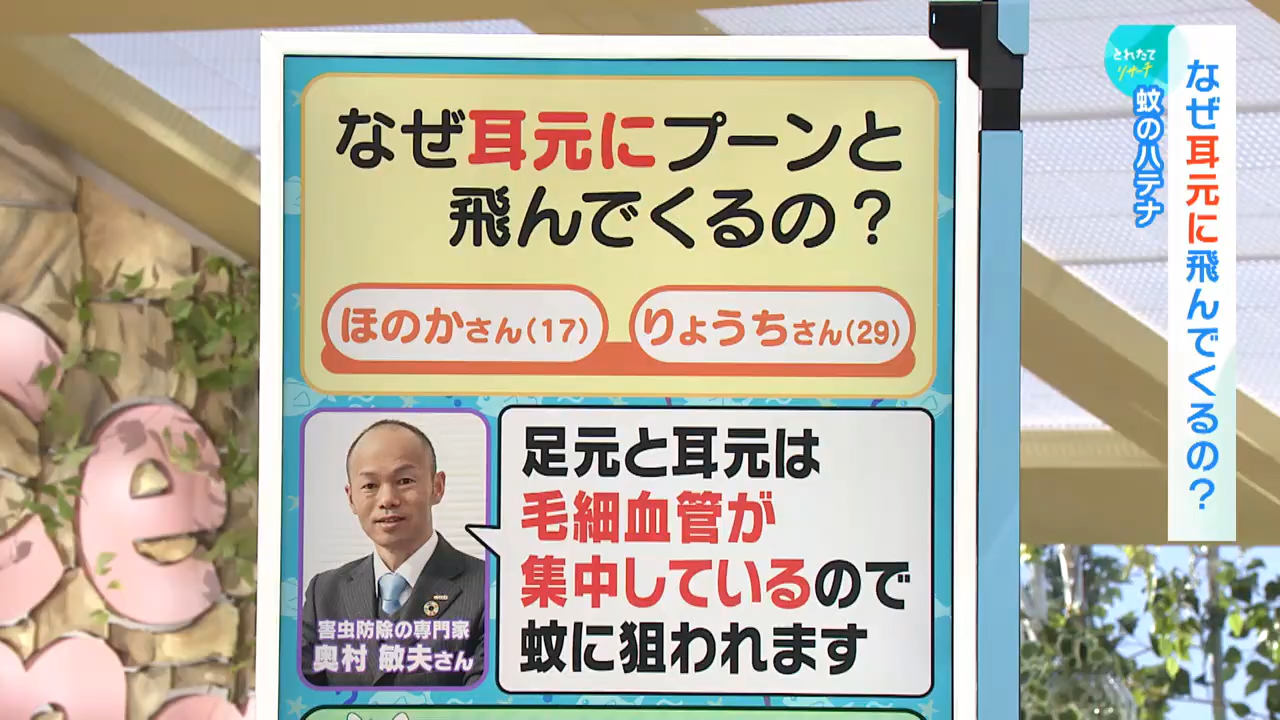 なぜ耳元にプーンと
飛んでくるの？
ほのかさん(17)
りょうちさん(29)
足元と耳元は
毛細血管が
集中しているので
蚊に狙われます
害虫防除の専門家
奥村 敏夫さん
とれたて
リサーチ
蚊のハテナ
なぜ耳元に飛んでくるの？